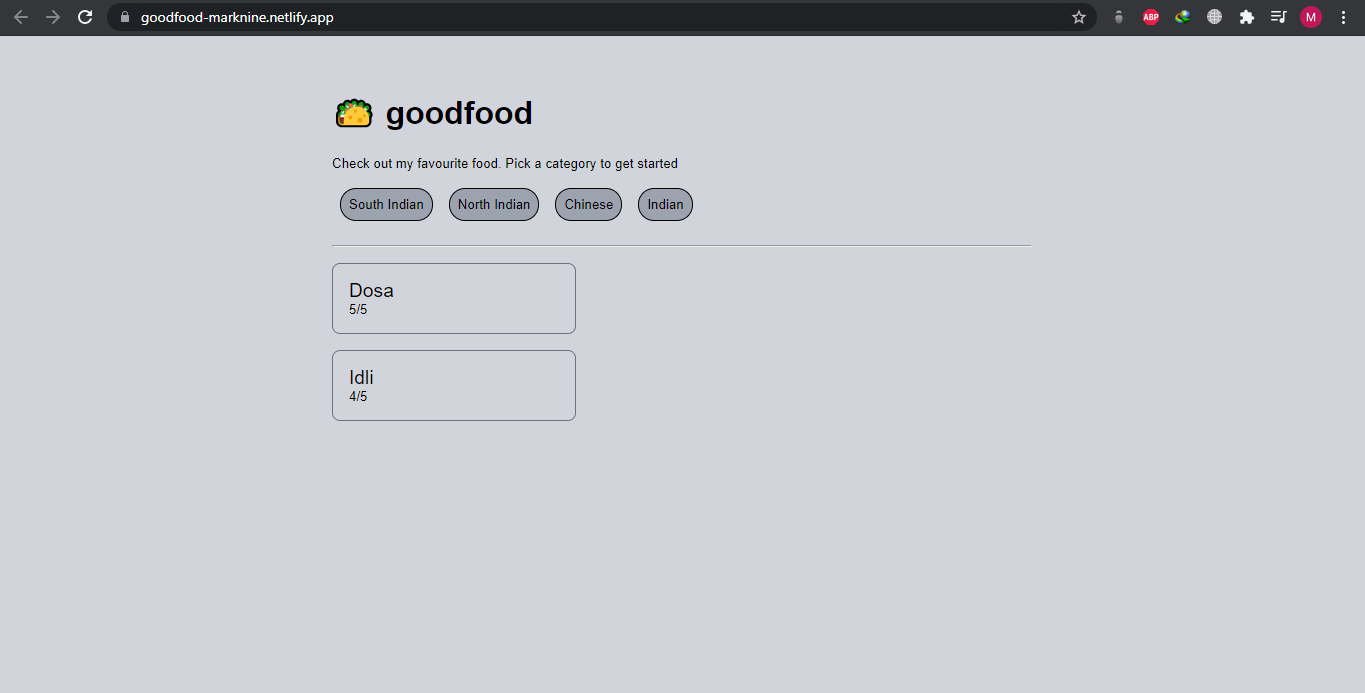 goodfood-marknine.netlify.app
ABP
M
goodfood
Check out my favourite food. Pick a category to get started
South Indian North Indian Chinese Indian
Dosa
5/5
Idli
4/5